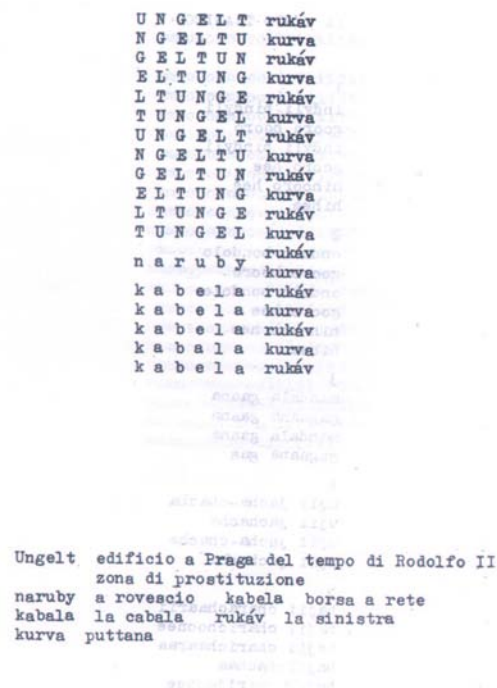 U N G E L T rukáv
N G E L T U kurva
G E L T U N rukáv
E L T U N G kurva
L T U N G E rukáv
T U N G E L kurva
U N G E L T rukáv
N G E L T U kurva
G E L T U N rukáv
E L T U N G kurva
L T U N G E rukáv
T U N G E L kurva
rukáv
n a r u b y
kurva
k a b e l a rukáv
k a b e l a kurva
k a b e l a rukáv
k a b a l a kurva
k a b e l a rukáv
Ungelt edificio a Praga del tempo di Rodolfo II
zona di prostituzione
naruby a rovescio kabela borsa a rete
kabala la cabala rukáv la sinistra
kurva puttana